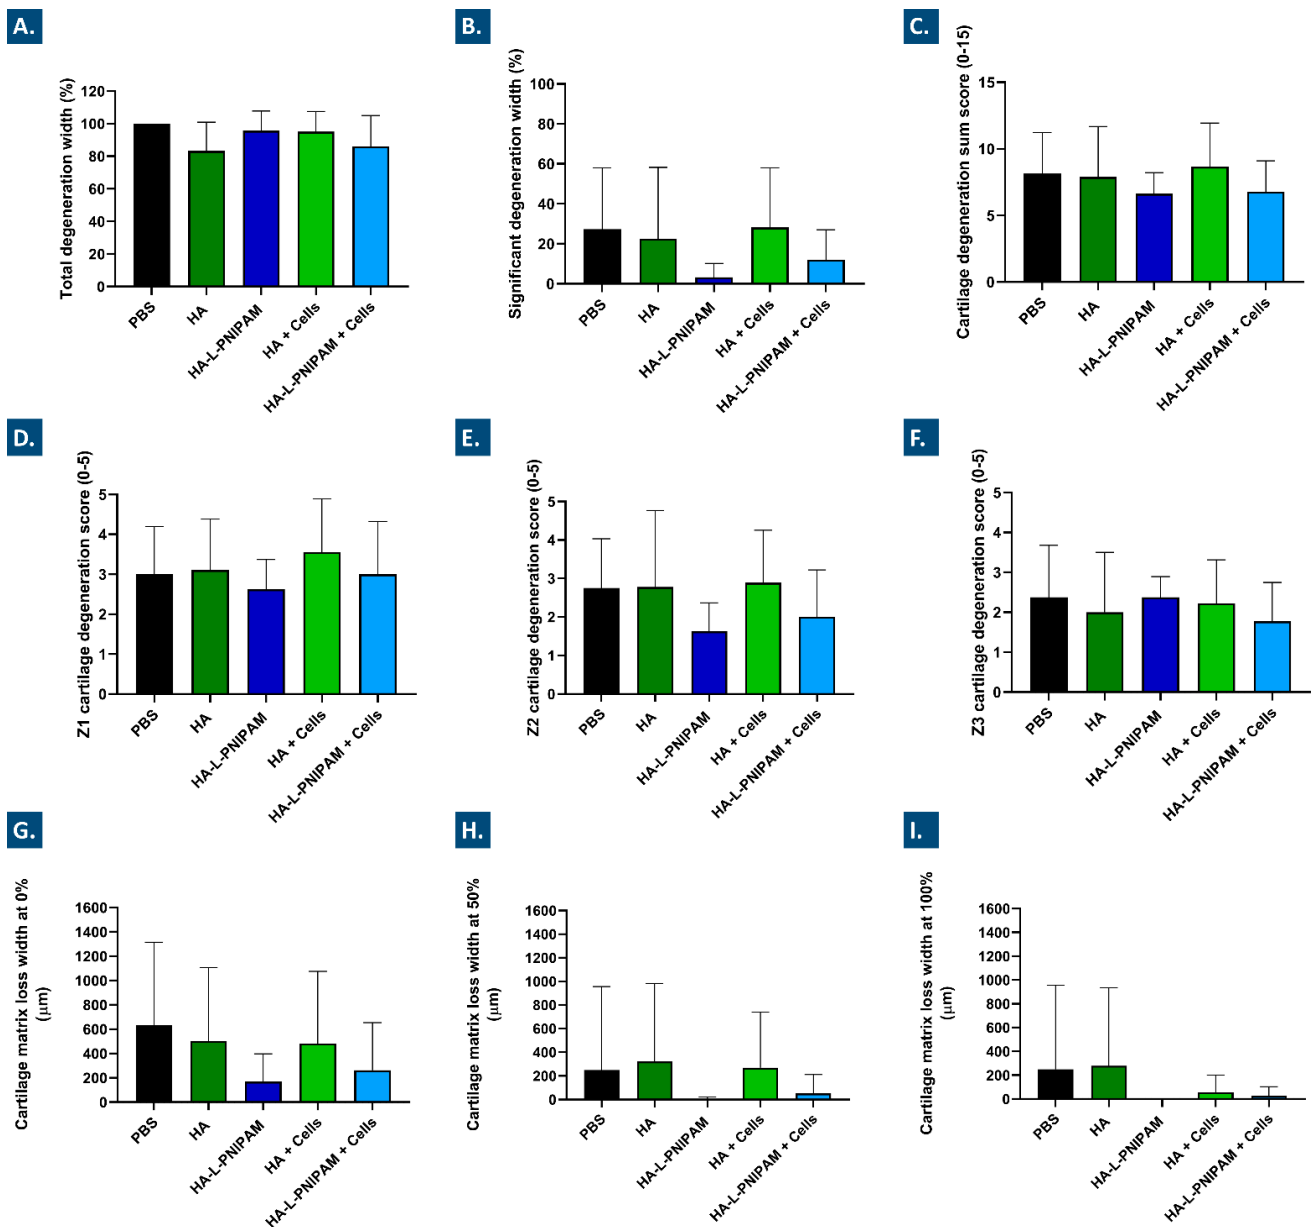 A.
Total degeneration width (%)
120
100
80
60
40
20
0
PBS
HA
HA-L-PNIPAM
HA + Cells
HA-L-PNIPAM + Cells
B.
Significant degeneration width (%)
100
80
60
40
20
0
PBS
HA
HA-L-PNIPAM
HA + Cells
HA-L-PNIPAM + Cells
C.
Cartilage degeneration sum score (0-15)
15
10
5
0
PBS
HA
HA-L-PNIPAM
HA + Cells
HA-L-PNIPAM + Cells
D.
Z1 cartilage degeneration score (0-5)
5
4
3
2
1
0
PBS
HA
HA-L-PNIPAM
HA + Cells
HA-L-PNIPAM + Cells
E.
Z2 cartilage degeneration score (0-5)
5
4
3
2
1
0
PBS
HA
HA-L-PNIPAM
HA + Cells
HA-L-PNIPAM + Cells
F.
Z3 cartilage degeneration score (0-5)
5
4
3
2
1
0
PBS
HA
HA-L-PNIPAM
HA + Cells
HA-L-PNIPAM + Cells
G.
Cartilage matrix loss width at 0%
(μm)
1600
1400
1200
1000
800
600
400
200
0
PBS
HA
HA-L-PNIPAM
HA + Cells
HA-L-PNIPAM + Cells
H.
Cartilage matrix loss width at 50%
(μm)
1600
1400
1200
1000
800
600
400
200
0
PBS
HA
HA-L-PNIPAM
HA + Cells
HA-L-PNIPAM + Cells
I.
Cartilage matrix loss width at 100%
(μm)
1600
1400
1200
1000
800
600
400
200
0
PBS
HA
HA-L-PNIPAM
HA + Cells
HA-L-PNIPAM + Cells